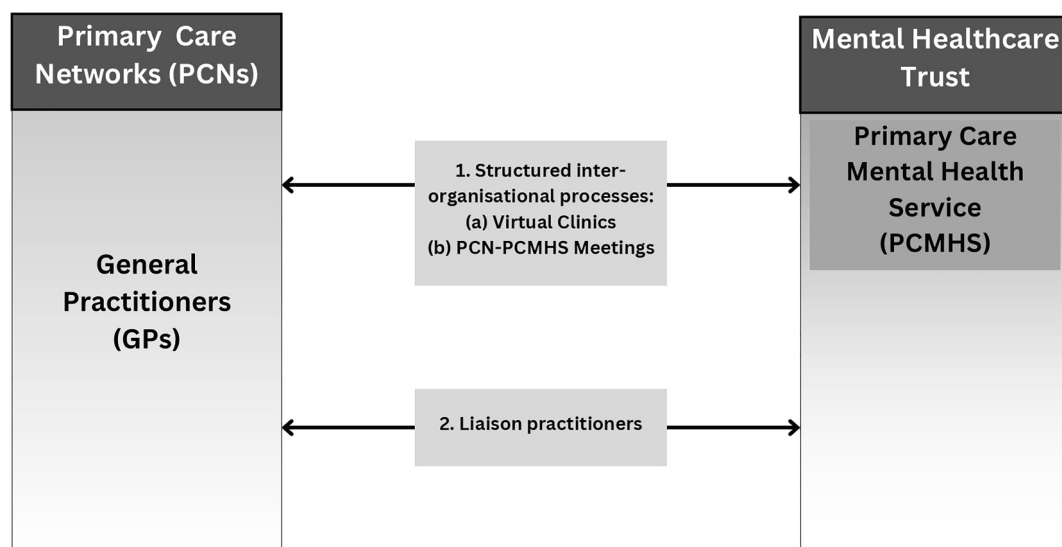 Primary Care
Networks (PCNs)
General
Practitioners
(GPs)
1. Structured inter-
organisational processes:
(a) Virtual Clinics
(b) PCN-PCMHS Meetings
2. Liaison practitioners
Mental Healthcare
Trust
Primary Care
Mental Health
Service
(PCMHS)